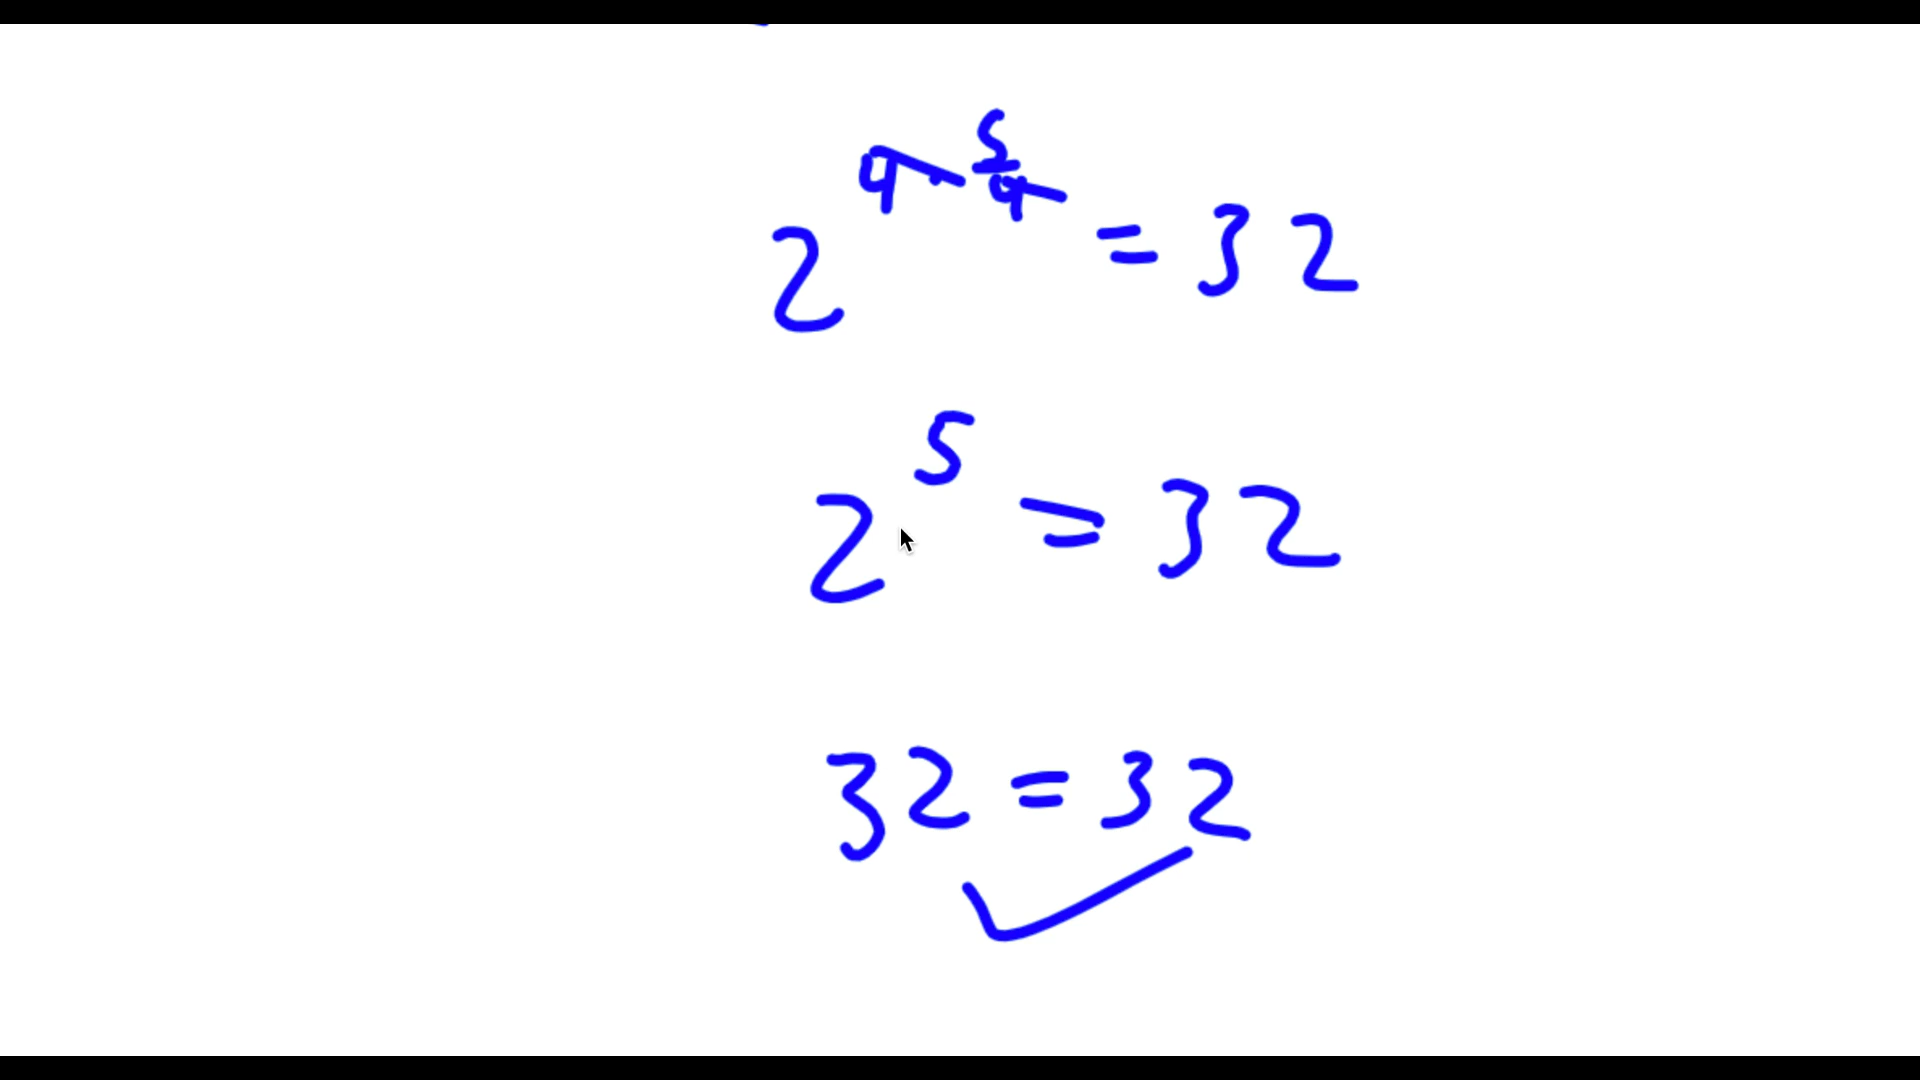 2^{4 · 5/4} = 32
2^5 = 32
32 = 32